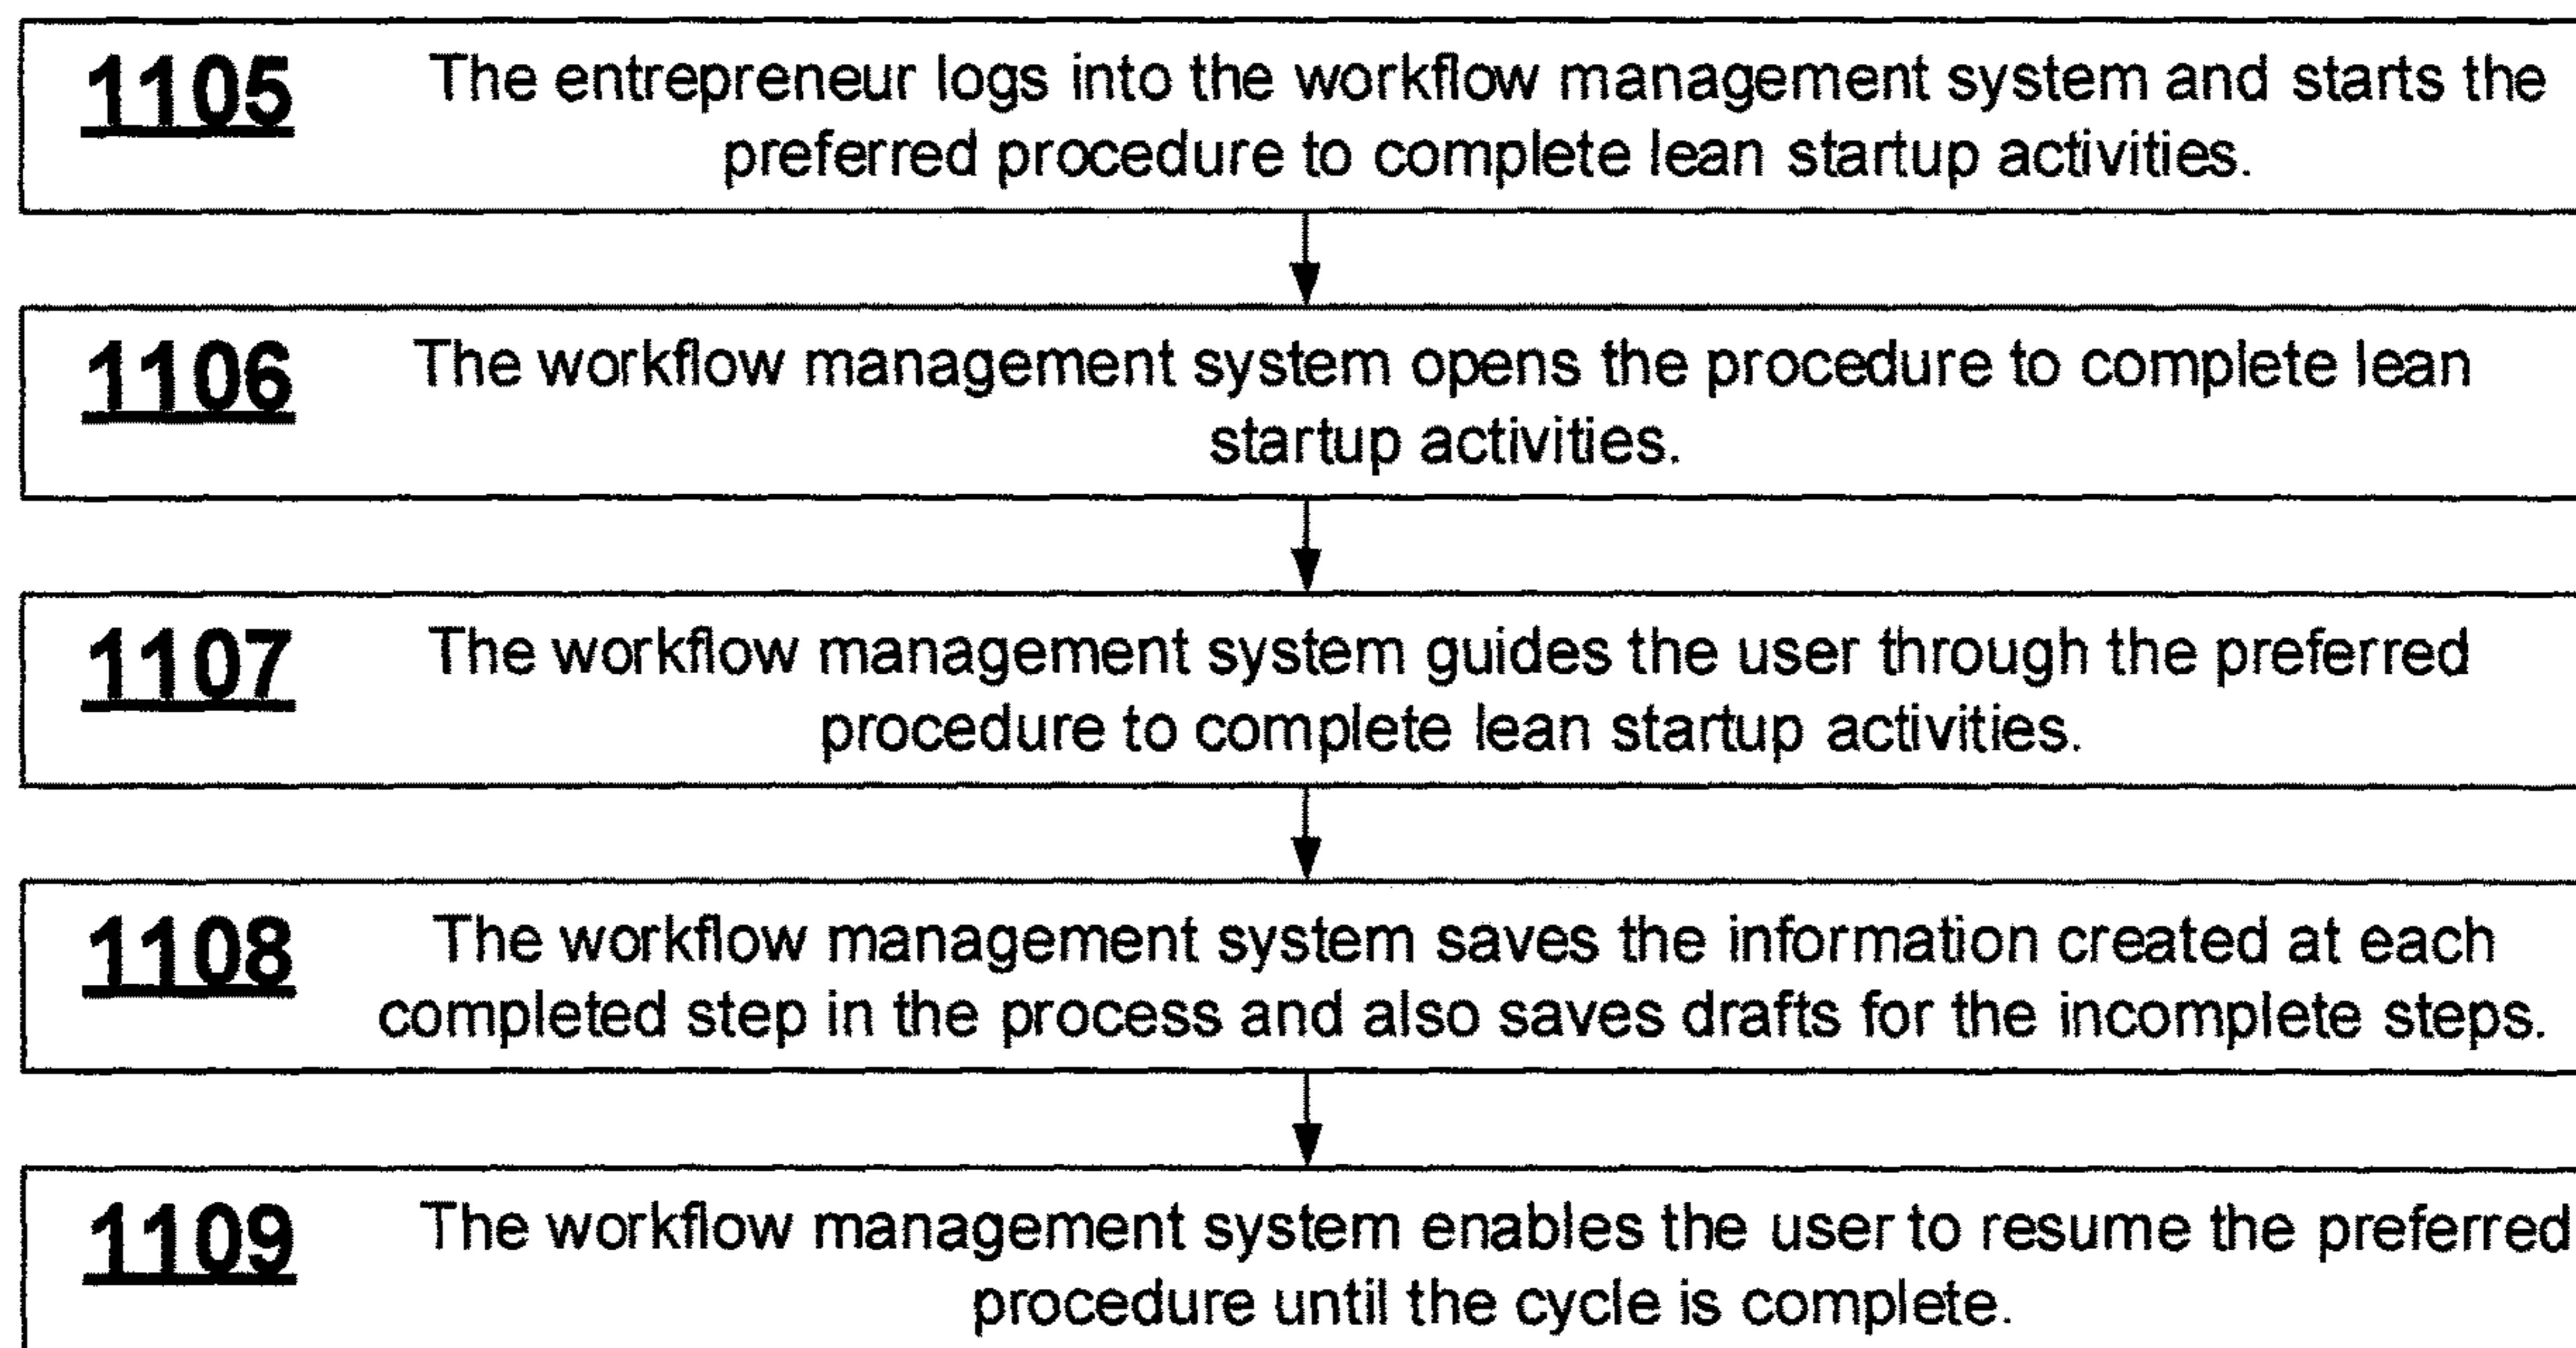 1105 The entrepreneur logs into the workflow management system and starts the
preferred procedure to complete lean startup activities.
1106 The workflow management system opens the procedure to complete lean
startup activities.
1107 The workflow management system guides the user through the preferred
procedure to complete lean startup activities.
1108 The workflow management system saves the information created at each
completed step in the process and also saves drafts for the incomplete steps.
1109 The workflow management system enables the user to resume the preferred
procedure until the cycle is complete.